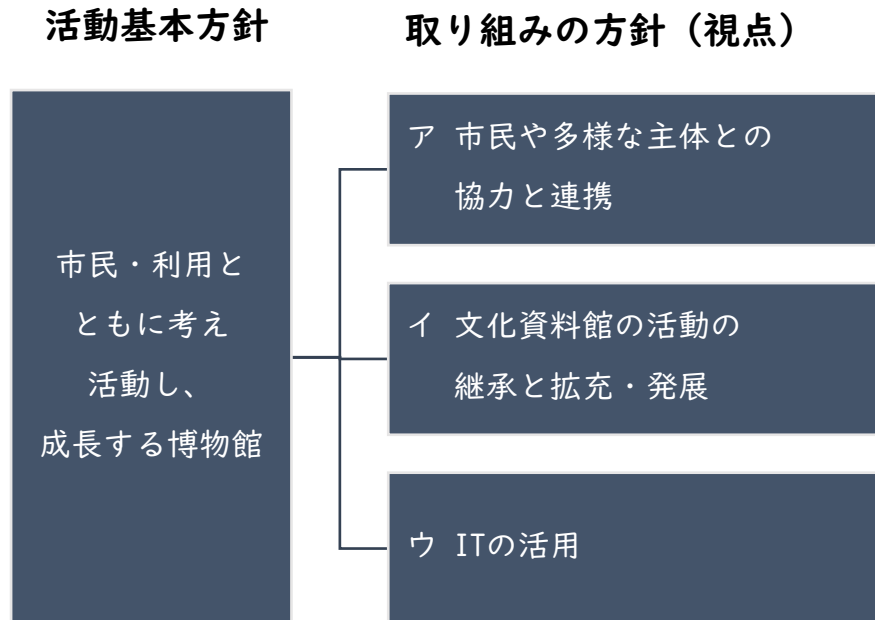 活動基本方針
取り組みの方針（視点）
市民・利用と
ともに考え
活動し、
成長する博物館
ア 市民や多様な主体との
協力と連携
イ 文化資料館の活動の
継承と拡充・発展
ウ ITの活用